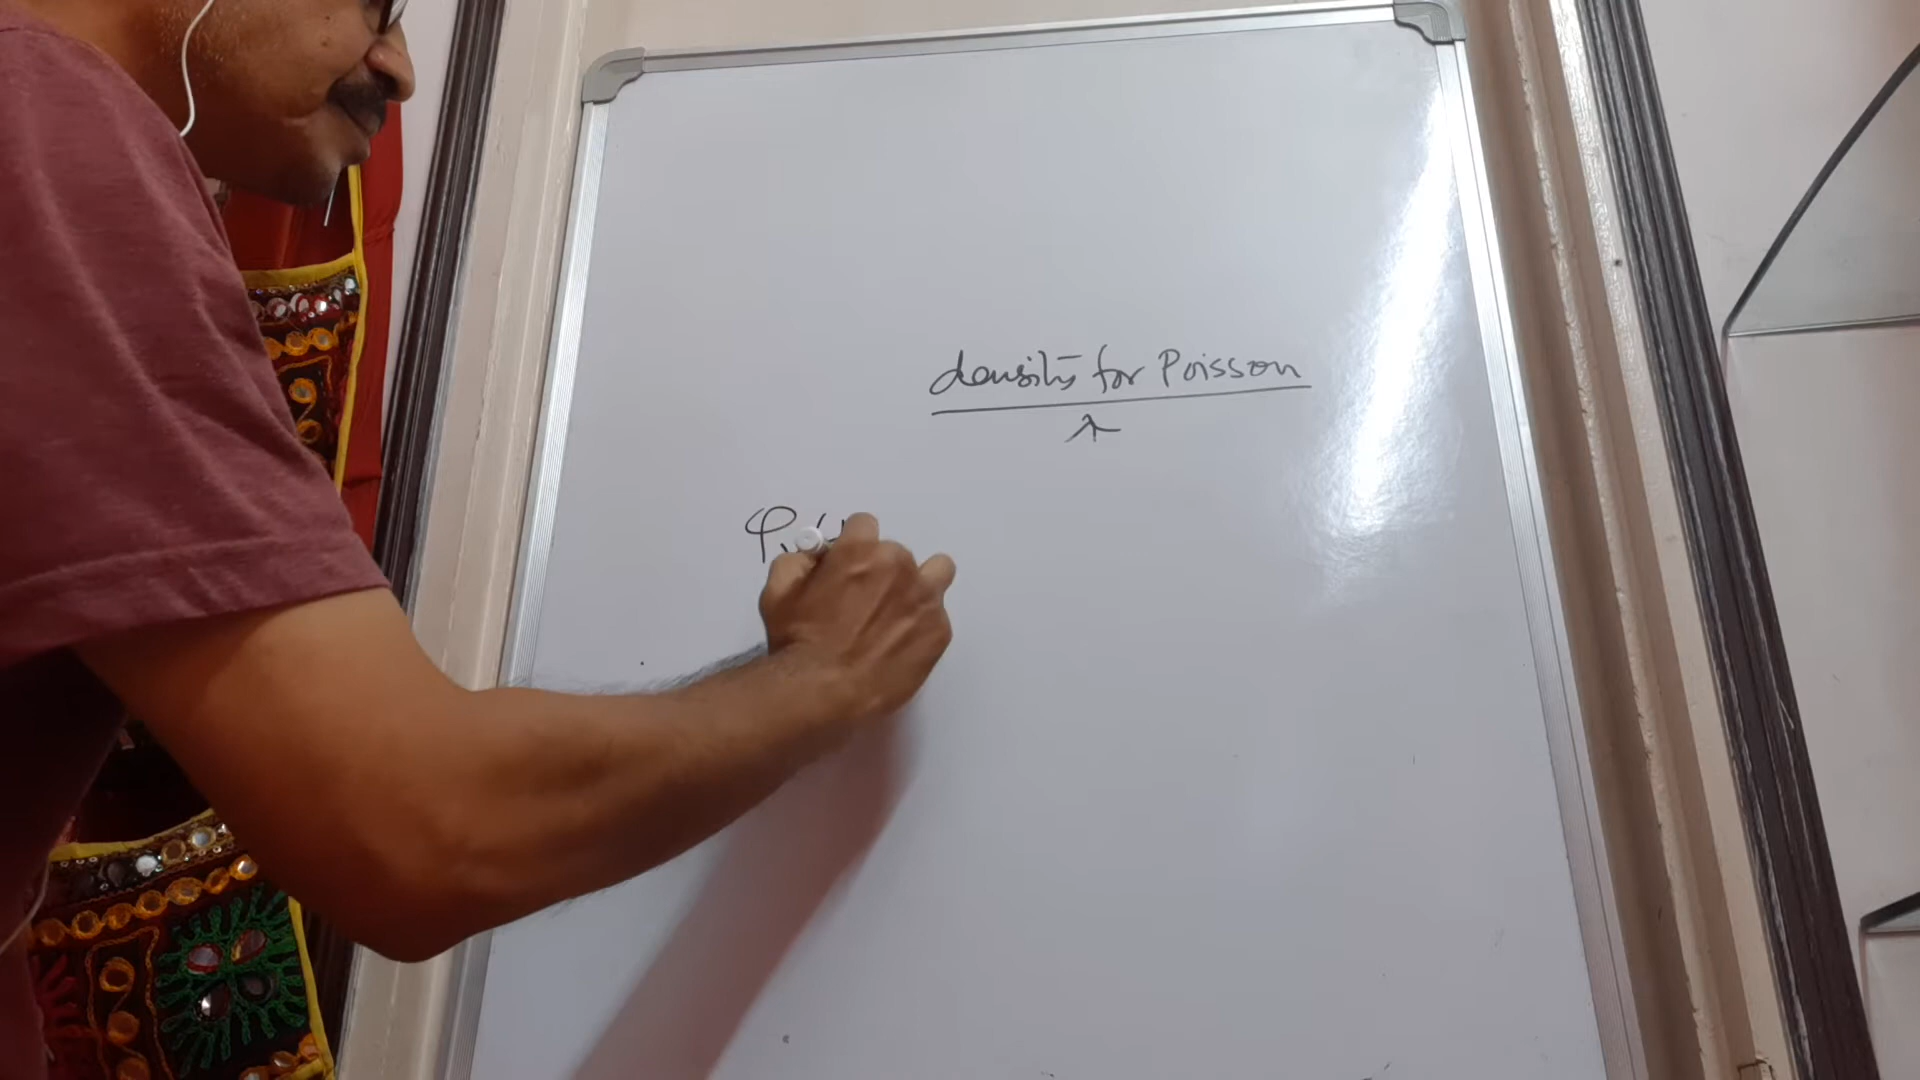 density for Poisson
λ
φ